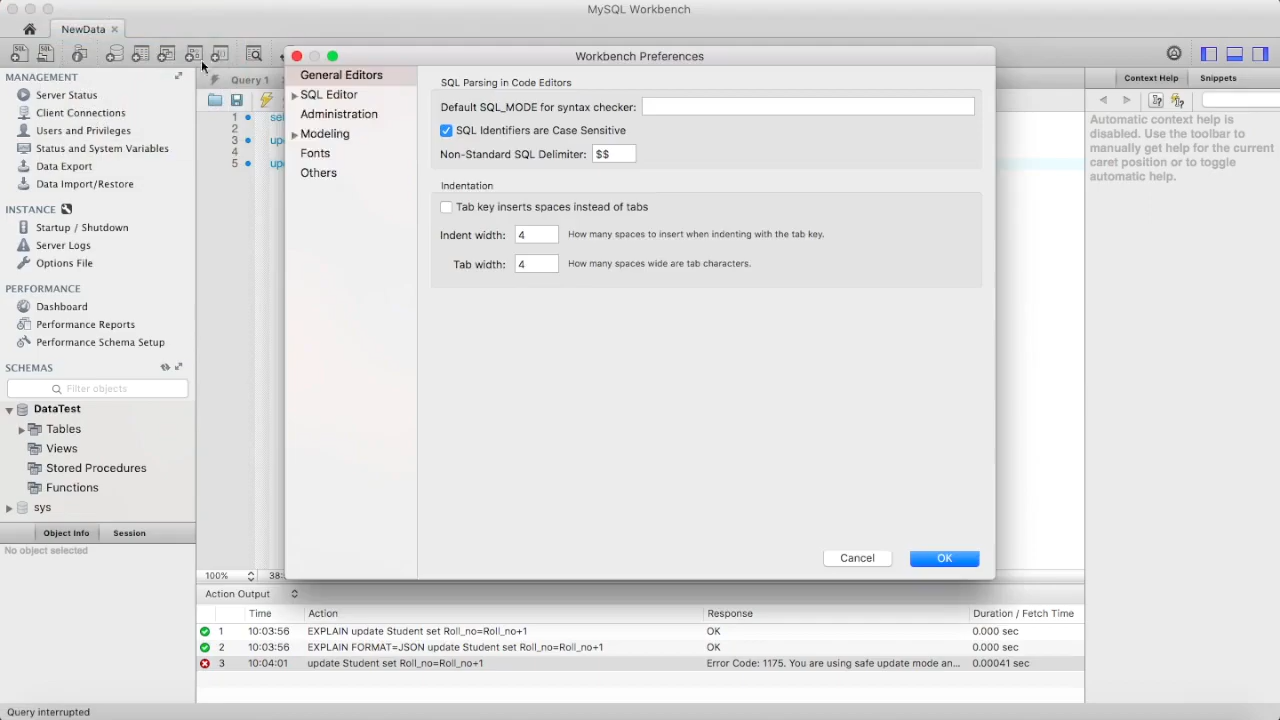 MySQL Workbench
NewData
MANAGEMENT
Server Status
Client Connections
Users and Privileges
Status and System Variables
Data Export
Data Import/Restore
INSTANCE
Startup / Shutdown
Server Logs
Options File
PERFORMANCE
Dashboard
Performance Reports
Performance Schema Setup
SCHEMAS
Filter objects
DataTest
Tables
Views
Stored Procedures
Functions
sys
Object Info Session
No object selected
Query 1
1 se
2
3 up
4
5 up
100% 38:
Workbench Preferences
General Editors
SQL Editor
Administration
Modeling
Fonts
Others
SQL Parsing in Code Editors
Default SQL_MODE for syntax checker:
SQL Identifiers are Case Sensitive
Non-Standard SQL Delimiter: $$
Indentation
Tab key inserts spaces instead of tabs
Indent width: 4 How many spaces to insert when indenting with the tab key.
Tab width: 4 How many spaces wide are tab characters.
Cancel OK
Context Help Snippets
Automatic context help is
disabled. Use the toolbar to
manually get help for the current
caret position or to toggle
automatic help.
Action Output
Time Action Response Duration / Fetch Time
1 10:03:56 EXPLAIN update Student set Roll_no=Roll_no+1 OK 0.000 sec
2 10:03:56 EXPLAIN FORMAT=JSON update Student set Roll_no=Roll_no+1 OK 0.000 sec
3 10:04:01 update Student set Roll_no=Roll_no+1 Error Code: 1175. You are using safe update mode an... 0.00041 sec
Query interrupted